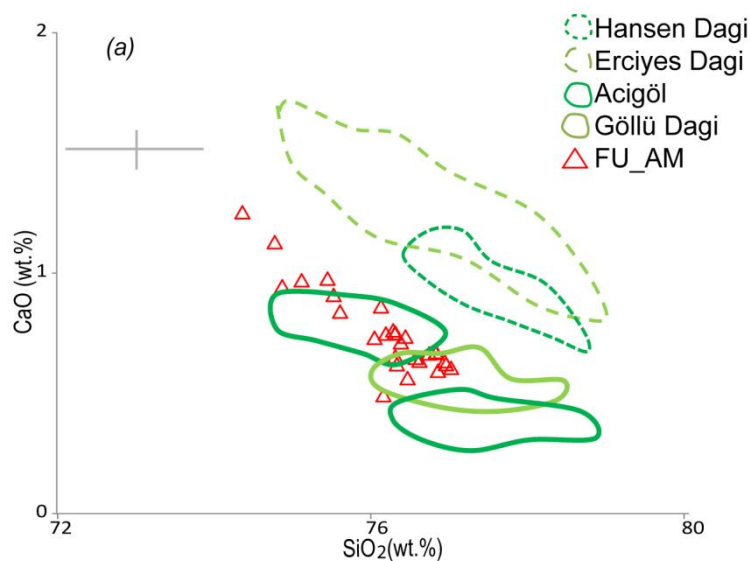 2
(a)
Hansen Dagi
Erciyes Dagi
Acigöl
Göllü Dagi
FU_AM
CaO (wt.%)
1
0
72
76
80
SiO₂(wt.%)